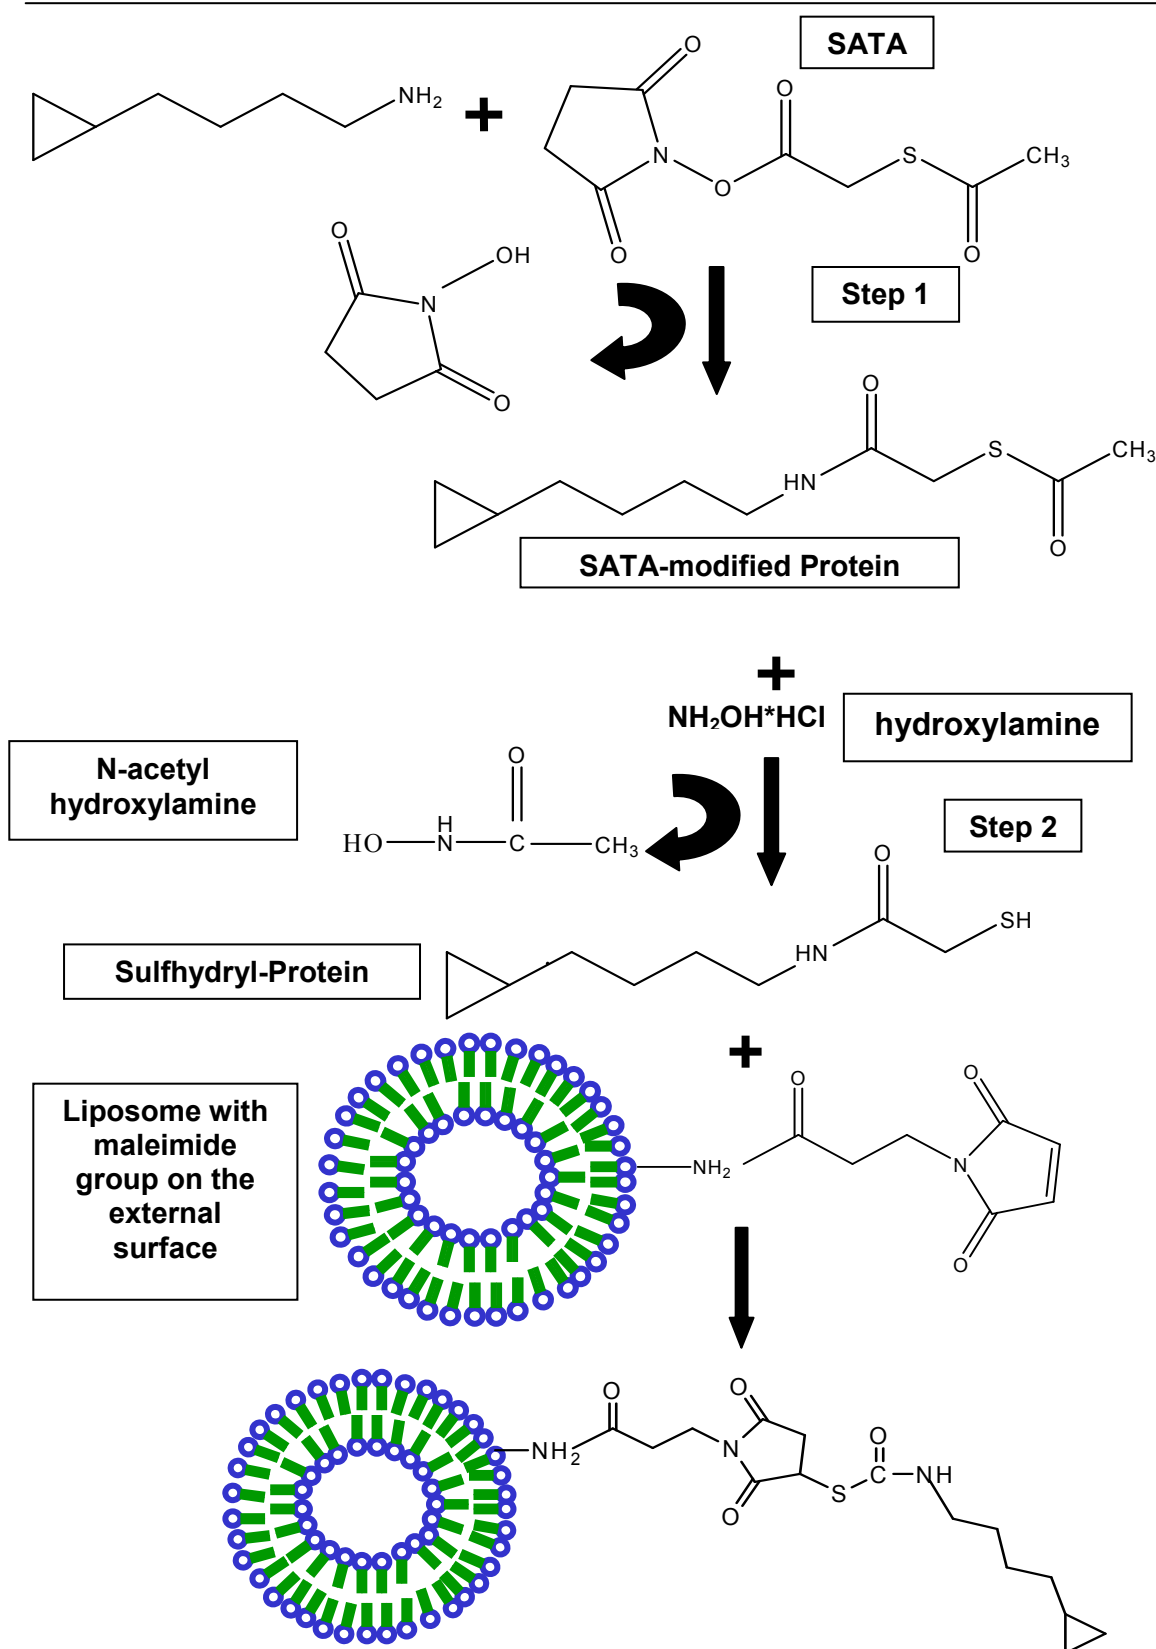 SATA
NH2
+
O
O
N
O
O
S
CH3
O
O
O
OH
N
O
Step 1
O
HN
S
CH3
O
SATA-modified Protein
+
NH2OH*HCl
hydroxylamine
N-acetyl
hydroxylamine
O
HO
H
N
C
CH3
Step 2
O
HN
SH
Sulfhydryl-Protein
+
Liposome with
maleimide
group on the
external
surface
NH2
O
N
O
O
NH2
O
N
O
O
S
O
C
NH